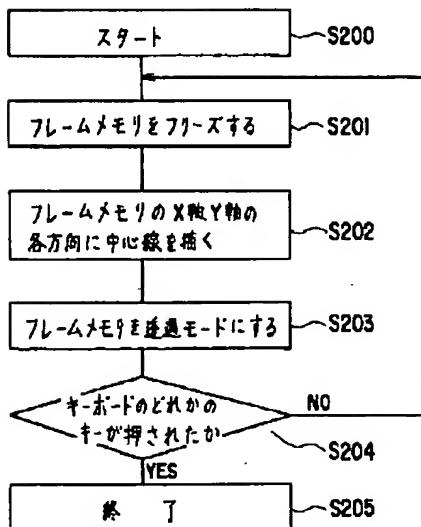 スタート
S200
フレームメモリをフリーズする
S201
フレームメモリのX軸Y軸の
各方向に中心線を描く
S202
フレームメモリを透過モードにする
S203
キーボードのどれかの
キーが押されたか
NO
S204
YES
終了
S205